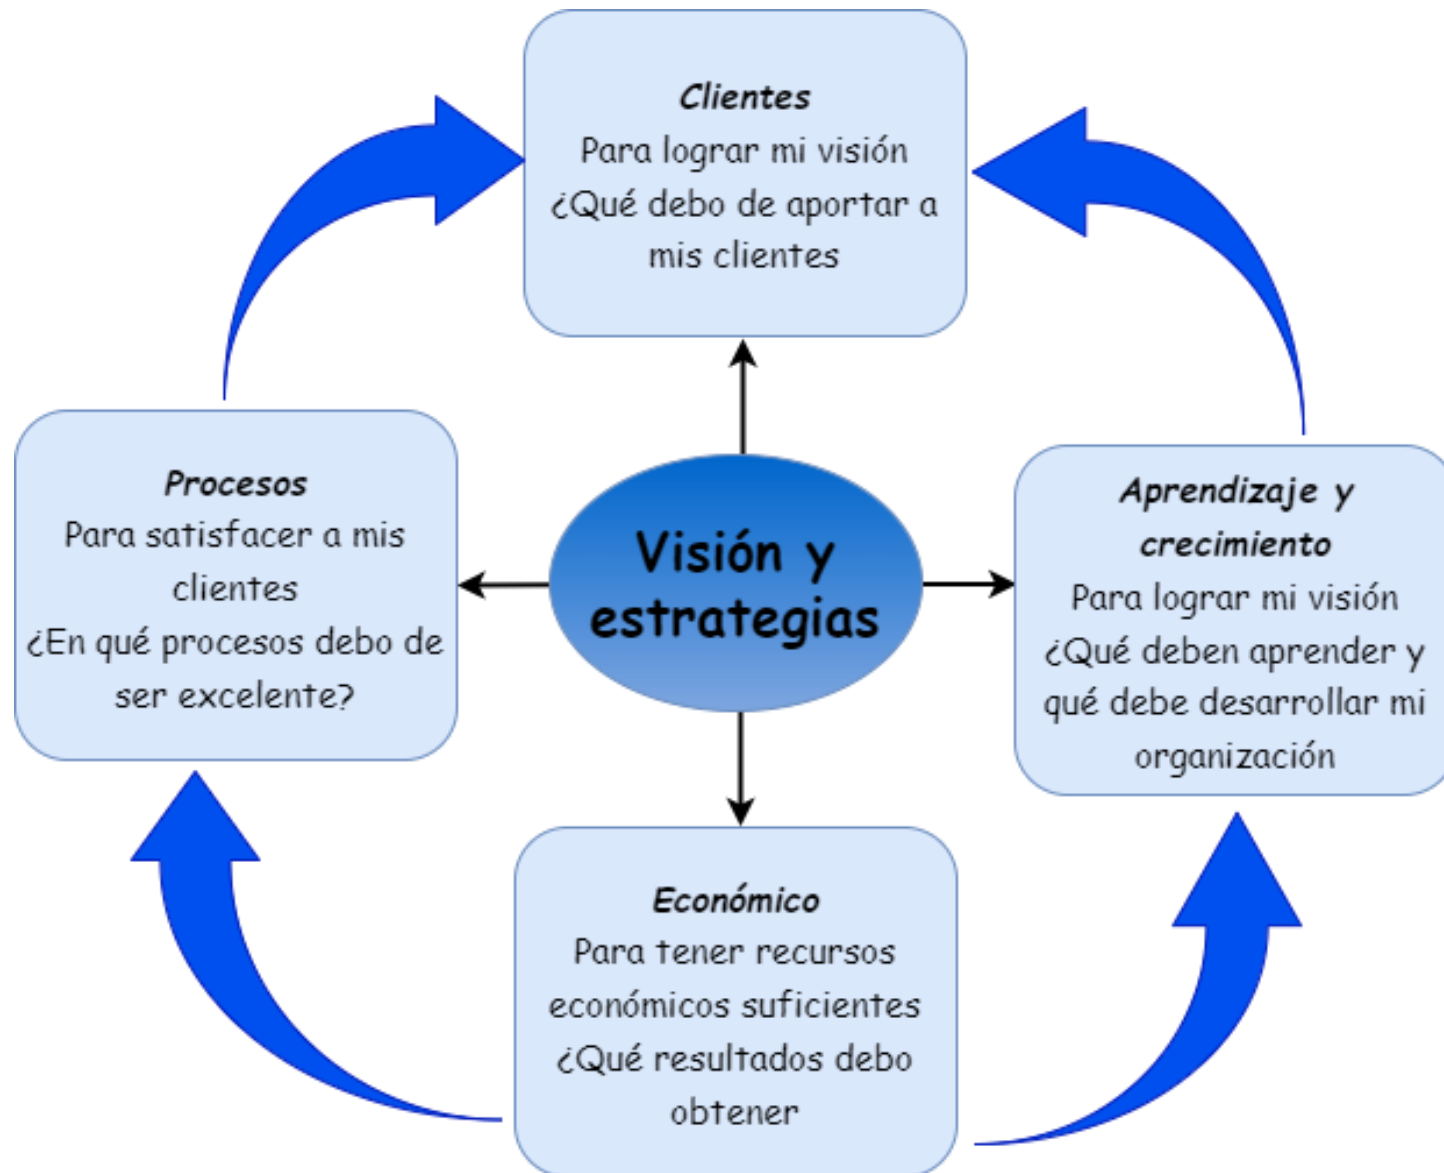 Clientes
Para lograr mi visión
¿Qué debo de aportar a
mis clientes
Procesos
Para satisfacer a mis
clientes
¿En qué procesos debo de
ser excelente?
Visión y
estrategias
Aprendizaje y
crecimiento
Para lograr mi visión
¿Qué deben aprender y
qué debe desarrollar mi
organización
Económico
Para tener recursos
económicos suficientes
¿Qué resultados debo
obtener